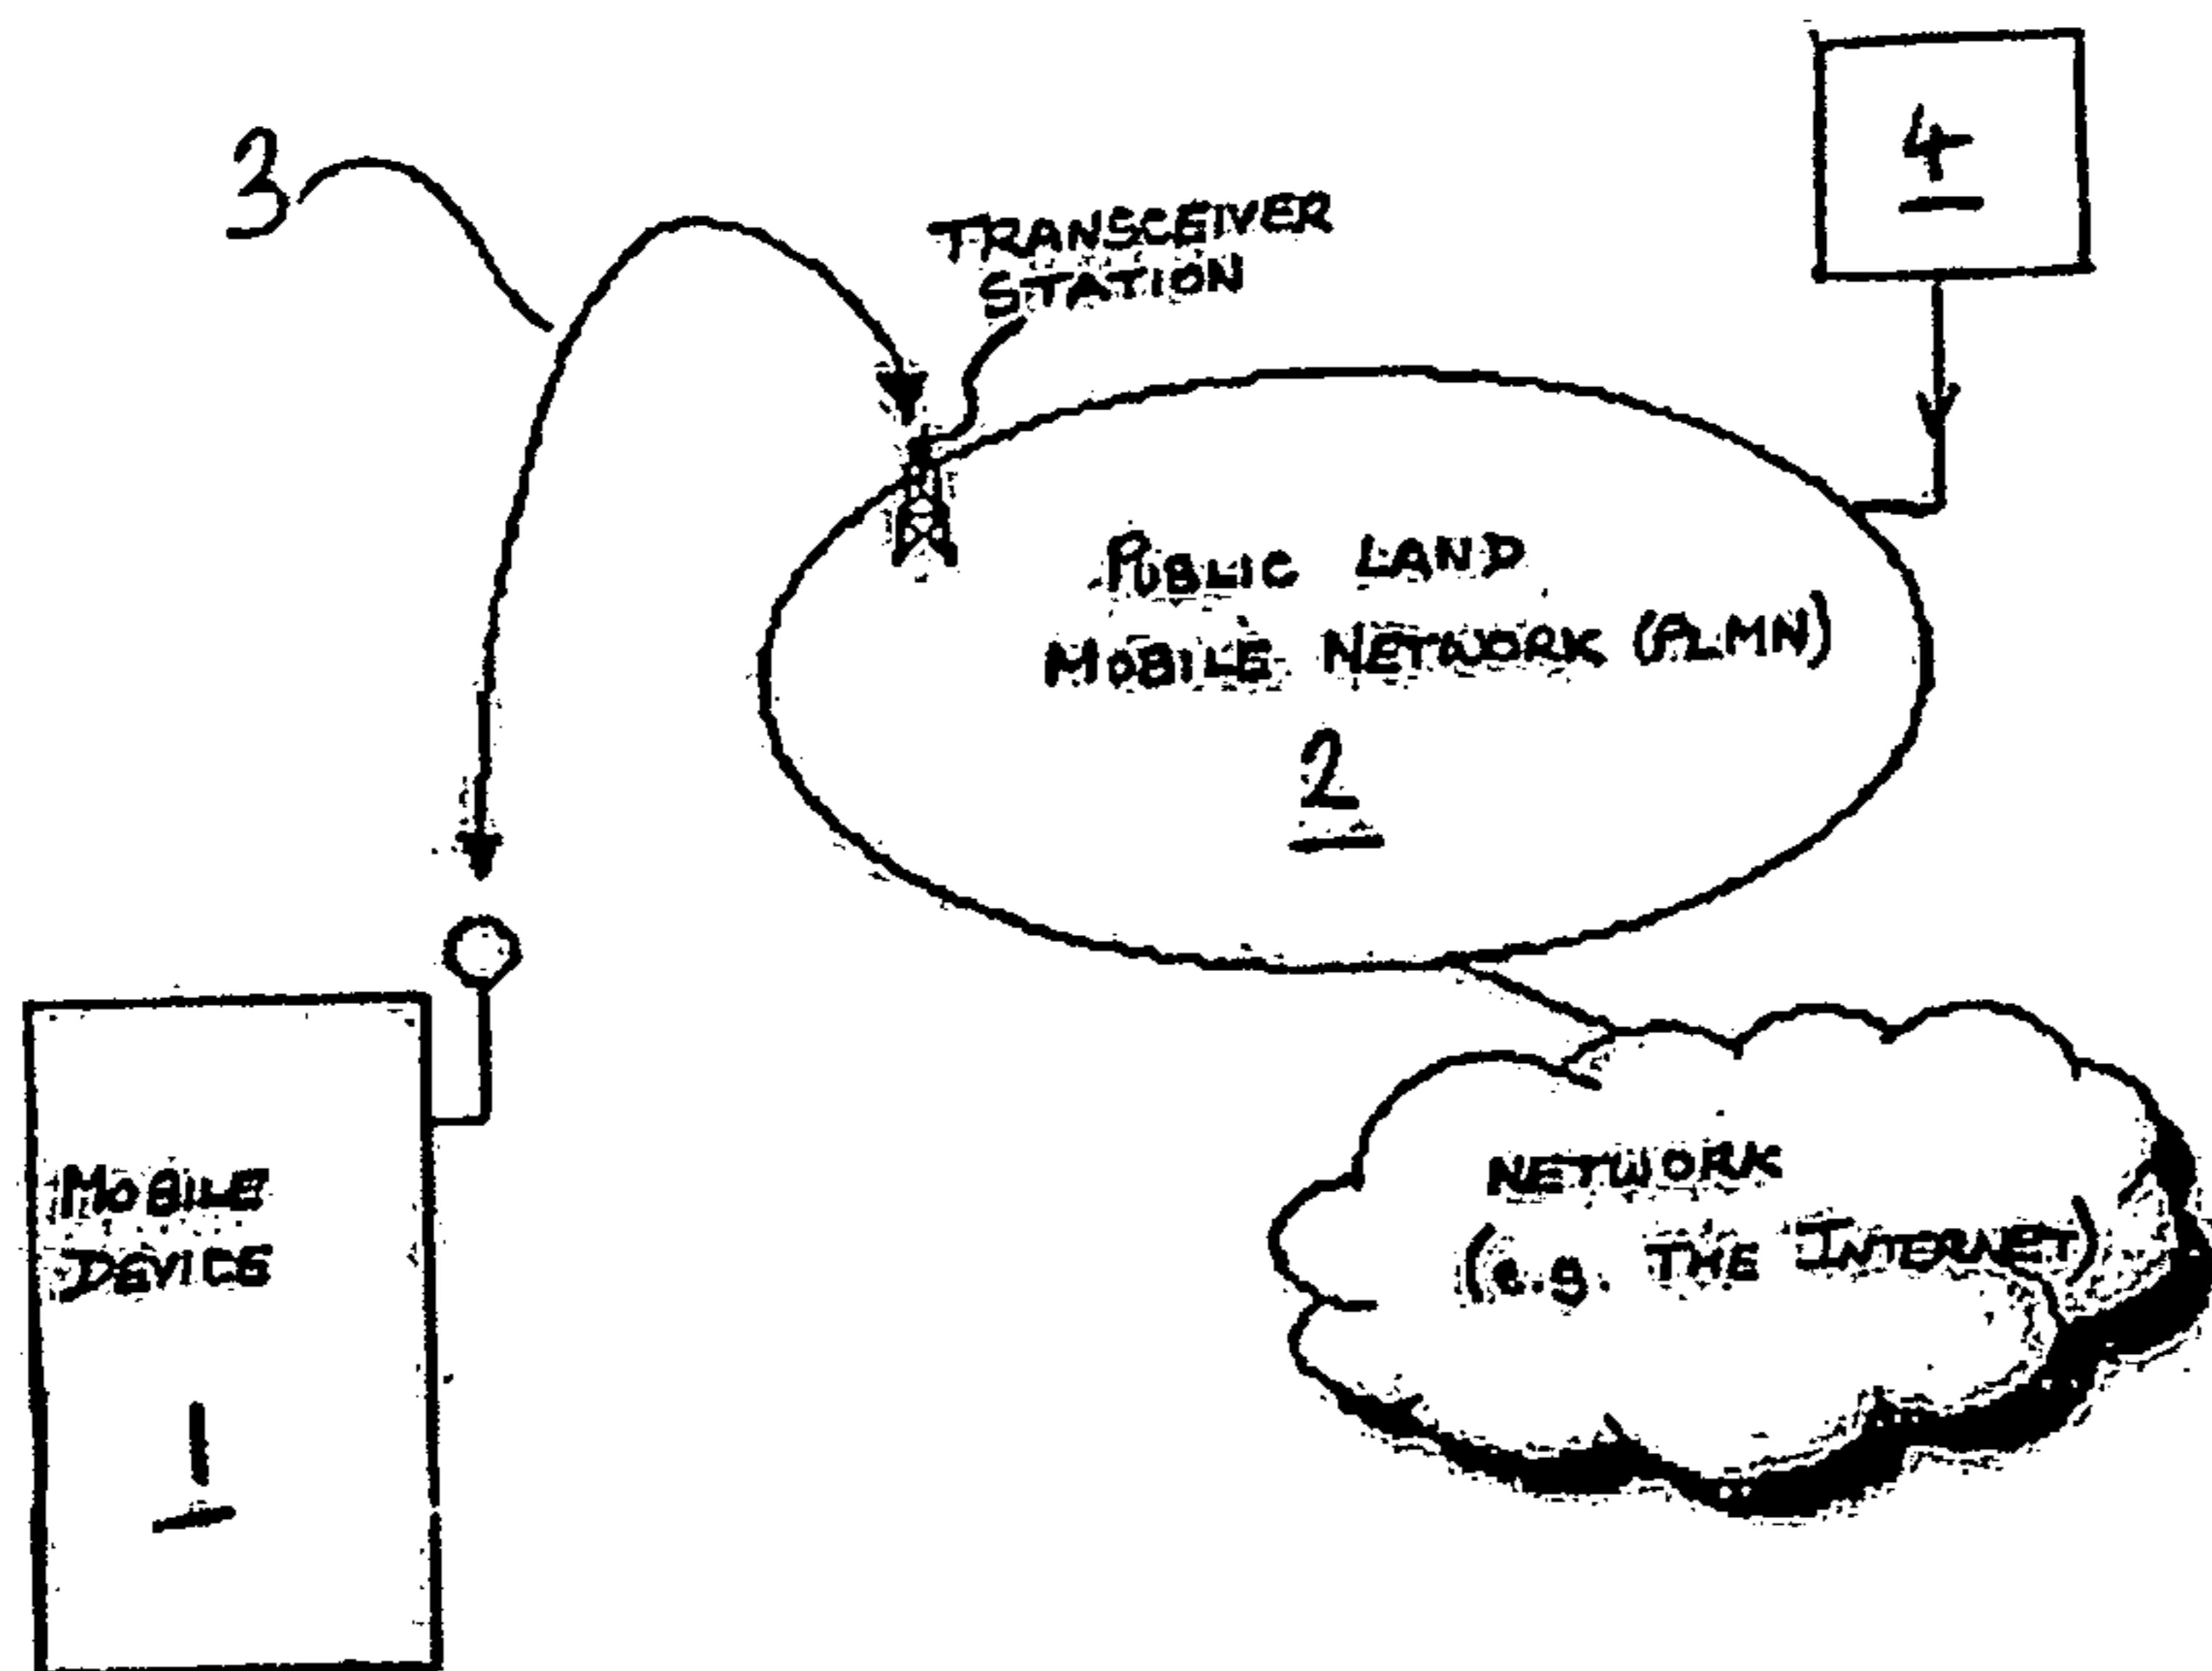 3
TRANSCEIVER
STATION
4
PUBLIC LAND
MOBILE NETWORK (PLMN)
2
MOBILE
DEVICE
1
NETWORK
(e.g. THE INTERNET)